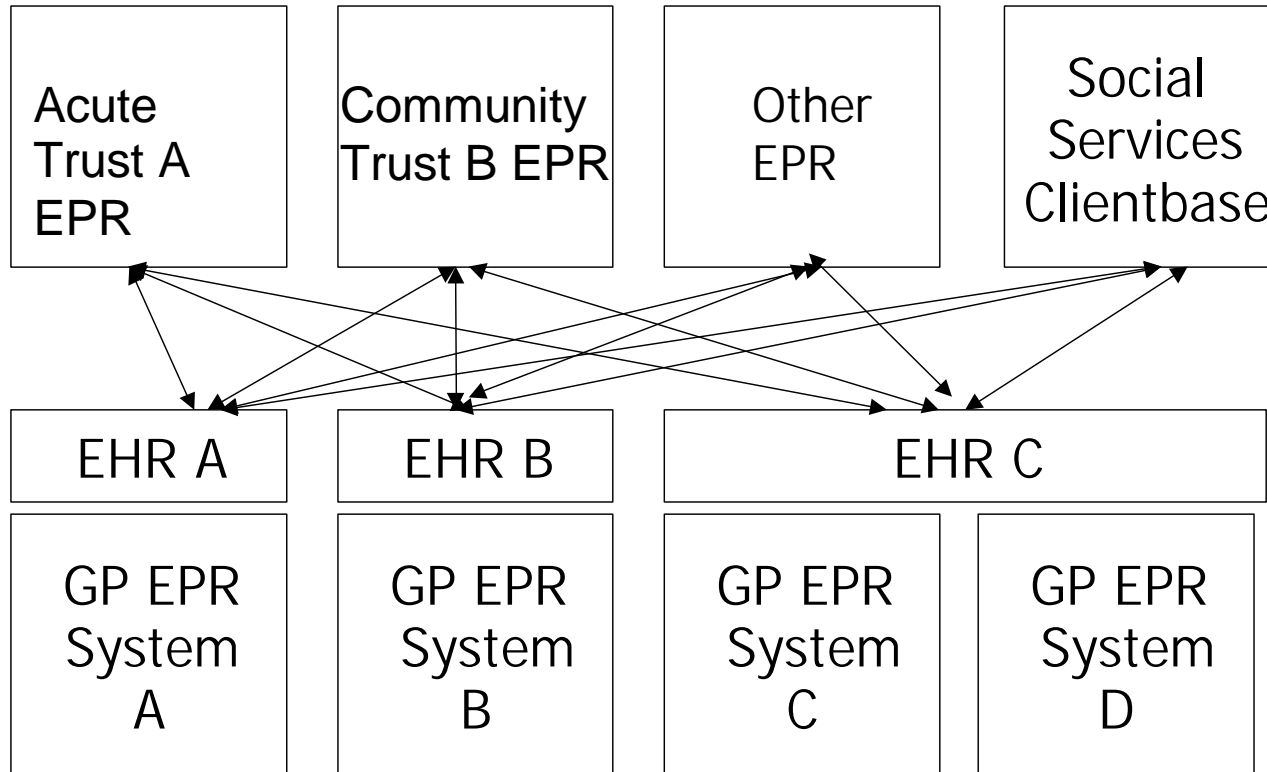 Acute
Trust A
EPR
Community
Trust B EPR
Other
EPR
Social
Services
Clientbase
EHR A
EHR B
EHR C
GP EPR
System
A
GP EPR
System
B
GP EPR
System
C
GP EPR
System
D